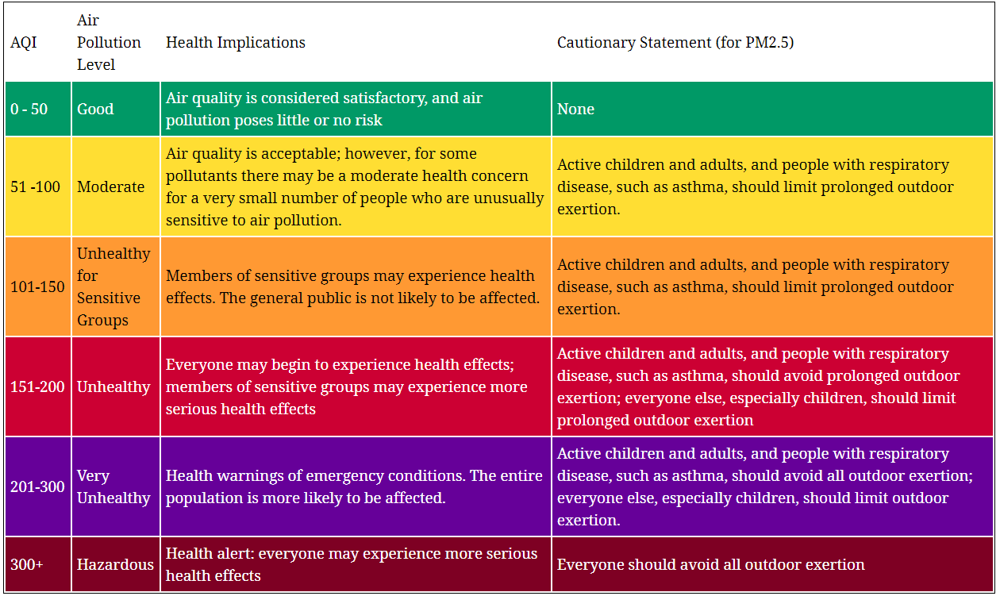 AQI
Air
Pollution
Level
Health Implications
Cautionary Statement (for PM2.5)
0 - 50
Good
Air quality is considered satisfactory, and air
pollution poses little or no risk
None
51 -100
Moderate
Air quality is acceptable; however, for some
pollutants there may be a moderate health concern
for a very small number of people who are unusually
sensitive to air pollution.
Active children and adults, and people with respiratory
disease, such as asthma, should limit prolonged outdoor
exertion.
101-150
Unhealthy
for
Sensitive
Groups
Members of sensitive groups may experience health
effects. The general public is not likely to be affected.
Active children and adults, and people with respiratory
disease, such as asthma, should limit prolonged outdoor
exertion.
151-200
Unhealthy
Everyone may begin to experience health effects;
members of sensitive groups may experience more
serious health effects
Active children and adults, and people with respiratory
disease, such as asthma, should avoid prolonged outdoor
exertion; everyone else, especially children, should limit
prolonged outdoor exertion
201-300
Very
Unhealthy
Health warnings of emergency conditions. The entire
population is more likely to be affected.
Active children and adults, and people with respiratory
disease, such as asthma, should avoid all outdoor exertion;
everyone else, especially children, should limit outdoor
exertion.
300+
Hazardous
Health alert: everyone may experience more serious
health effects
Everyone should avoid all outdoor exertion